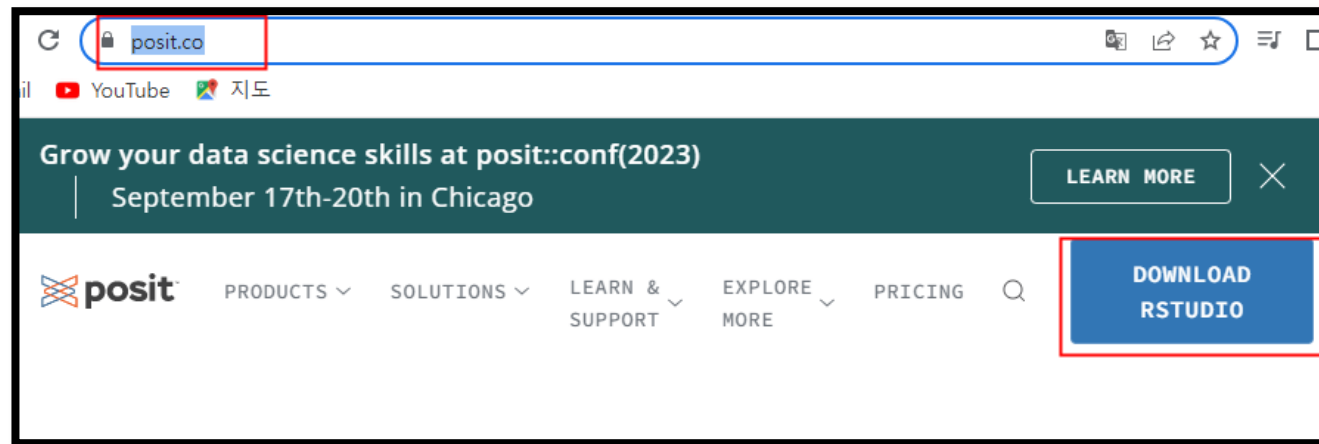 posit.co
YouTube 지도
Grow your data science skills at posit::conf(2023)
September 17th-20th in Chicago
LEARN MORE
posit PRODUCTS SOLUTIONS LEARN & SUPPORT EXPLORE MORE PRICING
DOWNLOAD
RSTUDIO